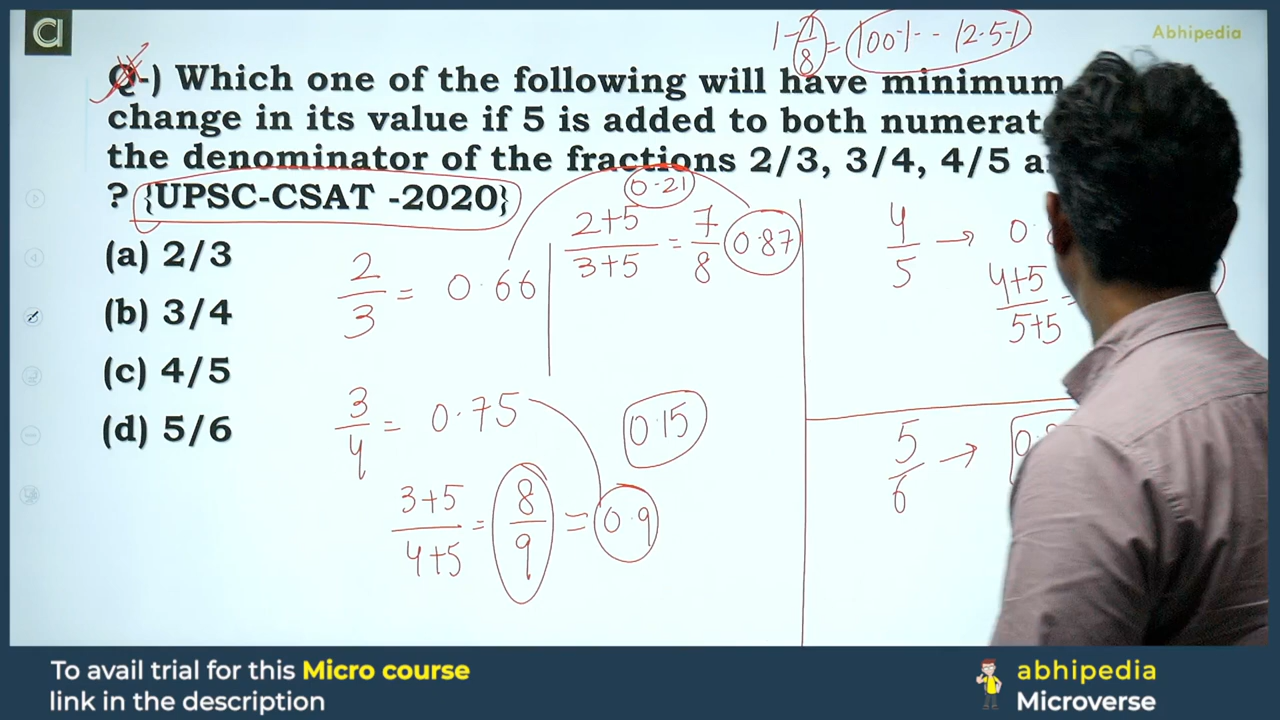 1 - 1/8 = 100% - 12.5%
Abhipedia
Q-) Which one of the following will have minimum
change in its value if 5 is added to both
the denominator of the fractions 2/3, 3/4, 4/5
? {UPSC-CSAT -2020}
(a) 2/3
(b) 3/4
(c) 4/5
(d) 5/6
2/3 = 0.66
2+5/3+5 = 7/8 0.87
0.21
3/4 = 0.75
0.15
3+5/4+5 = 8/9 = 0.9
4/5 →
4+5/5+5 =
5/6 →
To avail trial for this Micro course
link in the description
abhipedia
Microverse